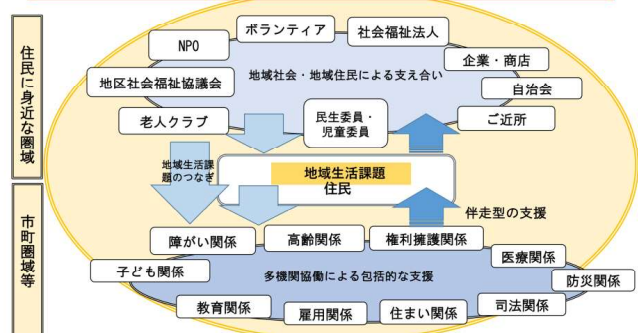 住民に身近な圏域
ボランティア
社会福祉法人
NPO
企業・商店
地区社会福祉協議会
地域社会・地域住民による支え合い
自治会
老人クラブ
民生委員・
児童委員
ご近所
地域生活課
題のつなぎ
地域生活課題
住民
市町圏域等
伴走型の支援
障がい関係
高齢関係
権利擁護関係
医療関係
子ども関係
多機関協働による包括的な支援
防災関係
教育関係
雇用関係
住まい関係
司法関係